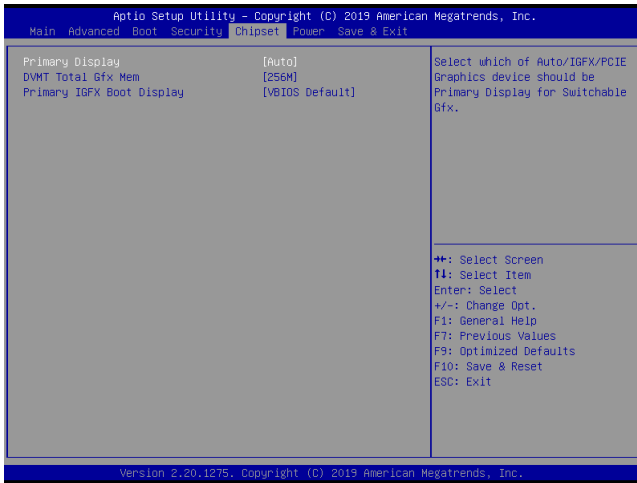 Aptio Setup Utility – Copyright (C) 2019 American Megatrends, Inc.
Main Advanced Boot Security Chipset Power Save & Exit
Primary Display [Auto]
DVMT Total Gfx Mem [256M]
Primary IGFX Boot Display [VBIOS Default]
Select which of Auto/IGFX/PCIE
Graphics device should be
Primary Display for Switchable
Gfx.
→←: Select Screen
↑↓: Select Item
Enter: Select
+/-: Change Opt.
F1: General Help
F7: Previous Values
F9: Optimized Defaults
F10: Save & Reset
ESC: Exit
Version 2.20.1275. Copyright (C) 2019 American Megatrends, Inc.